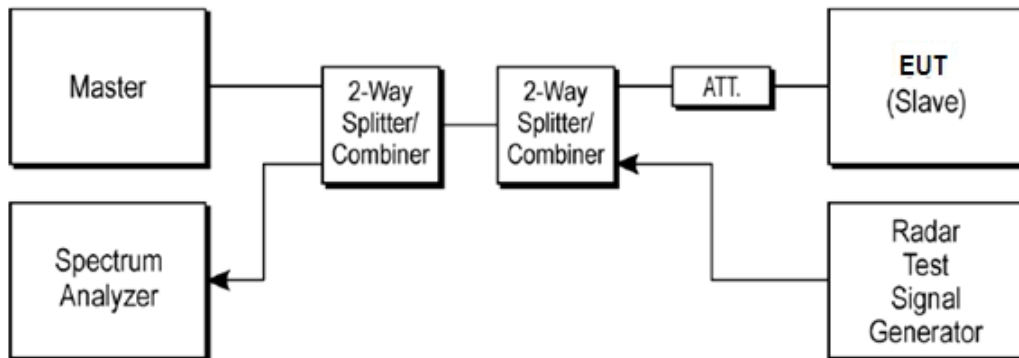 Master
2-Way
Splitter/
Combiner
2-Way
Splitter/
Combiner
ATT.
EUT
(Slave)
Spectrum
Analyzer
Radar
Test
Signal
Generator